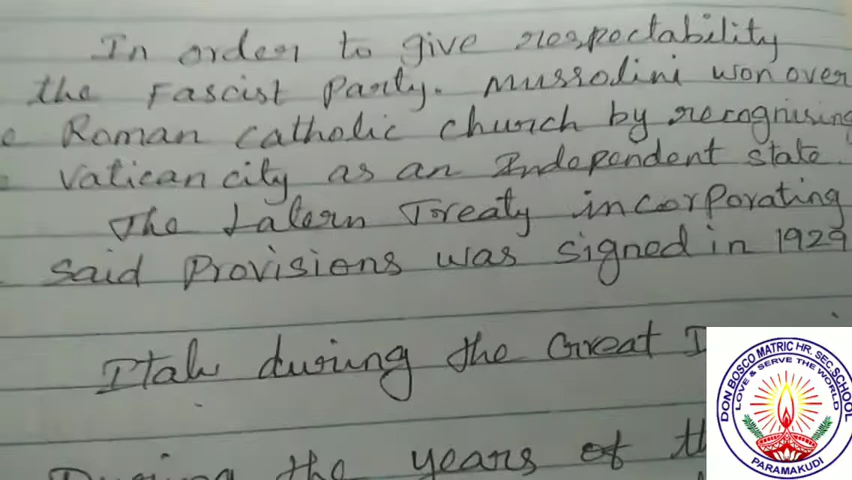 In order to give respectability
the Fascist Party. Mussolini won over
Roman catholic church by recognising
vatican city as an Independent state.
The Latern Treaty incorporating
said Provisions was signed in 1929
Italy during the Great
During the years of
DON BOSCO MATRIC HR. SEC SCHOOL
LOVE & SERVE THE WORLD
PARAMAKUDI